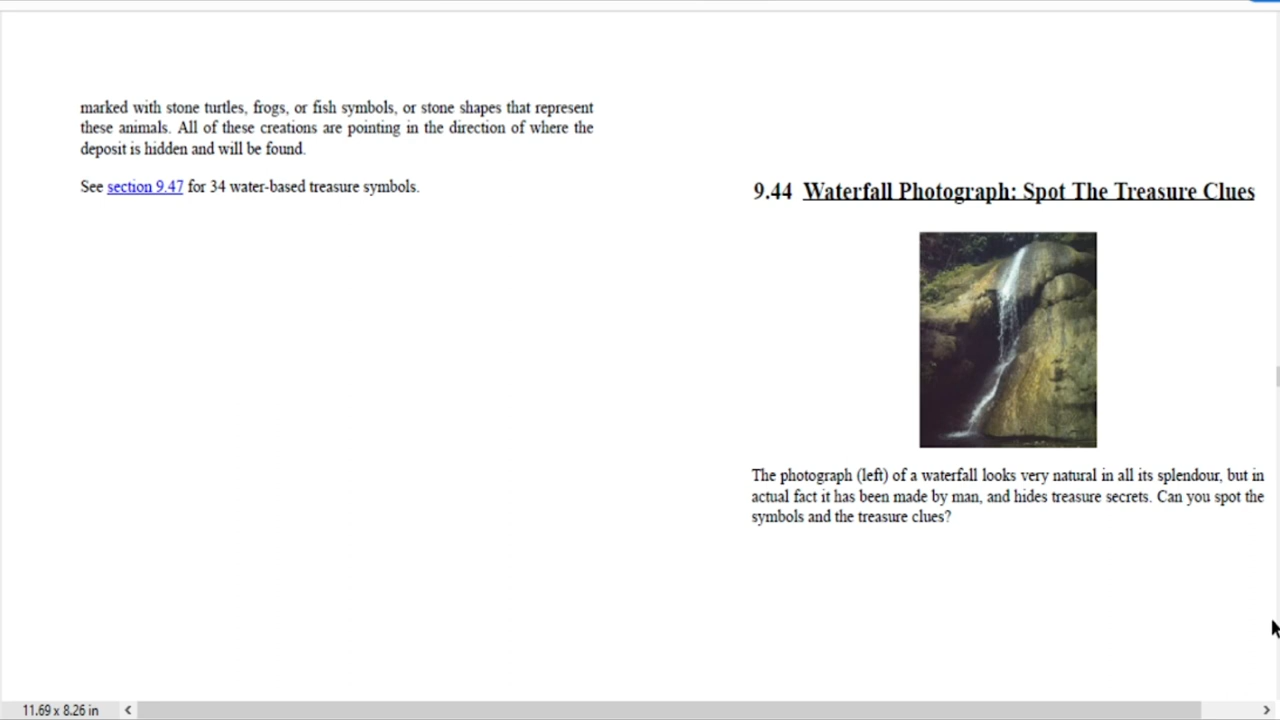 marked with stone turtles, frogs, or fish symbols, or stone shapes that represent
these animals. All of these creations are pointing in the direction of where the
deposit is hidden and will be found.
See section 9.47 for 34 water-based treasure symbols.
9.44 Waterfall Photograph: Spot The Treasure Clues
The photograph (left) of a waterfall looks very natural in all its splendour, but in
actual fact it has been made by man, and hides treasure secrets. Can you spot the
symbols and the treasure clues?
11.69 x 8.26 in